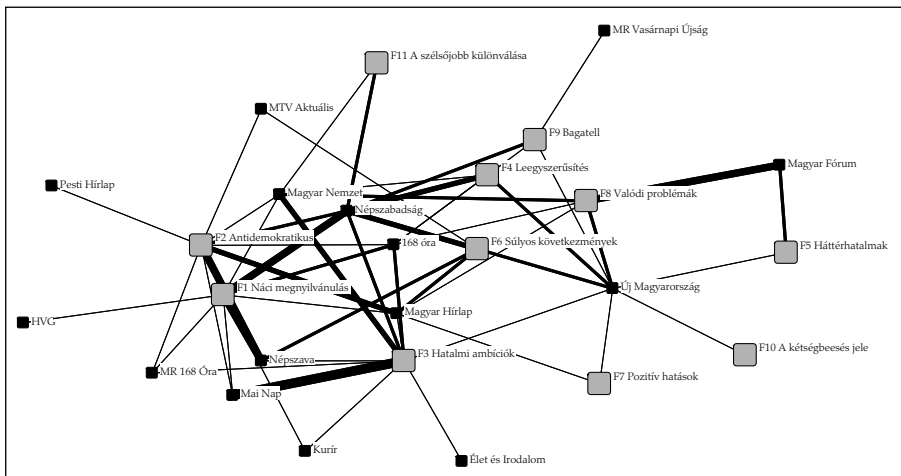 MR Vasárnapi Újság
F11 A szélsőjobb különválása
MTV Aktuális
F9 Bagatell
F4 Leegyszerűsítés
Magyar Fórum
Pesti Hírlap
Magyar Nemzet
F8 Valódi problémák
Népszabadság
F2 Antidemokratikus
168 óra
F6 Súlyos következmények
F5 Háttérhatalmak
F1 Náci megnyilvánulás
Új Magyarország
Magyar Hírlap
HVG
F10 A kétségbeesés jele
Népszava
F3 Hatalmi ambíciók
MR 168 Óra
F7 Pozitív hatások
Mai Nap
Kurír
Élet és Irodalom